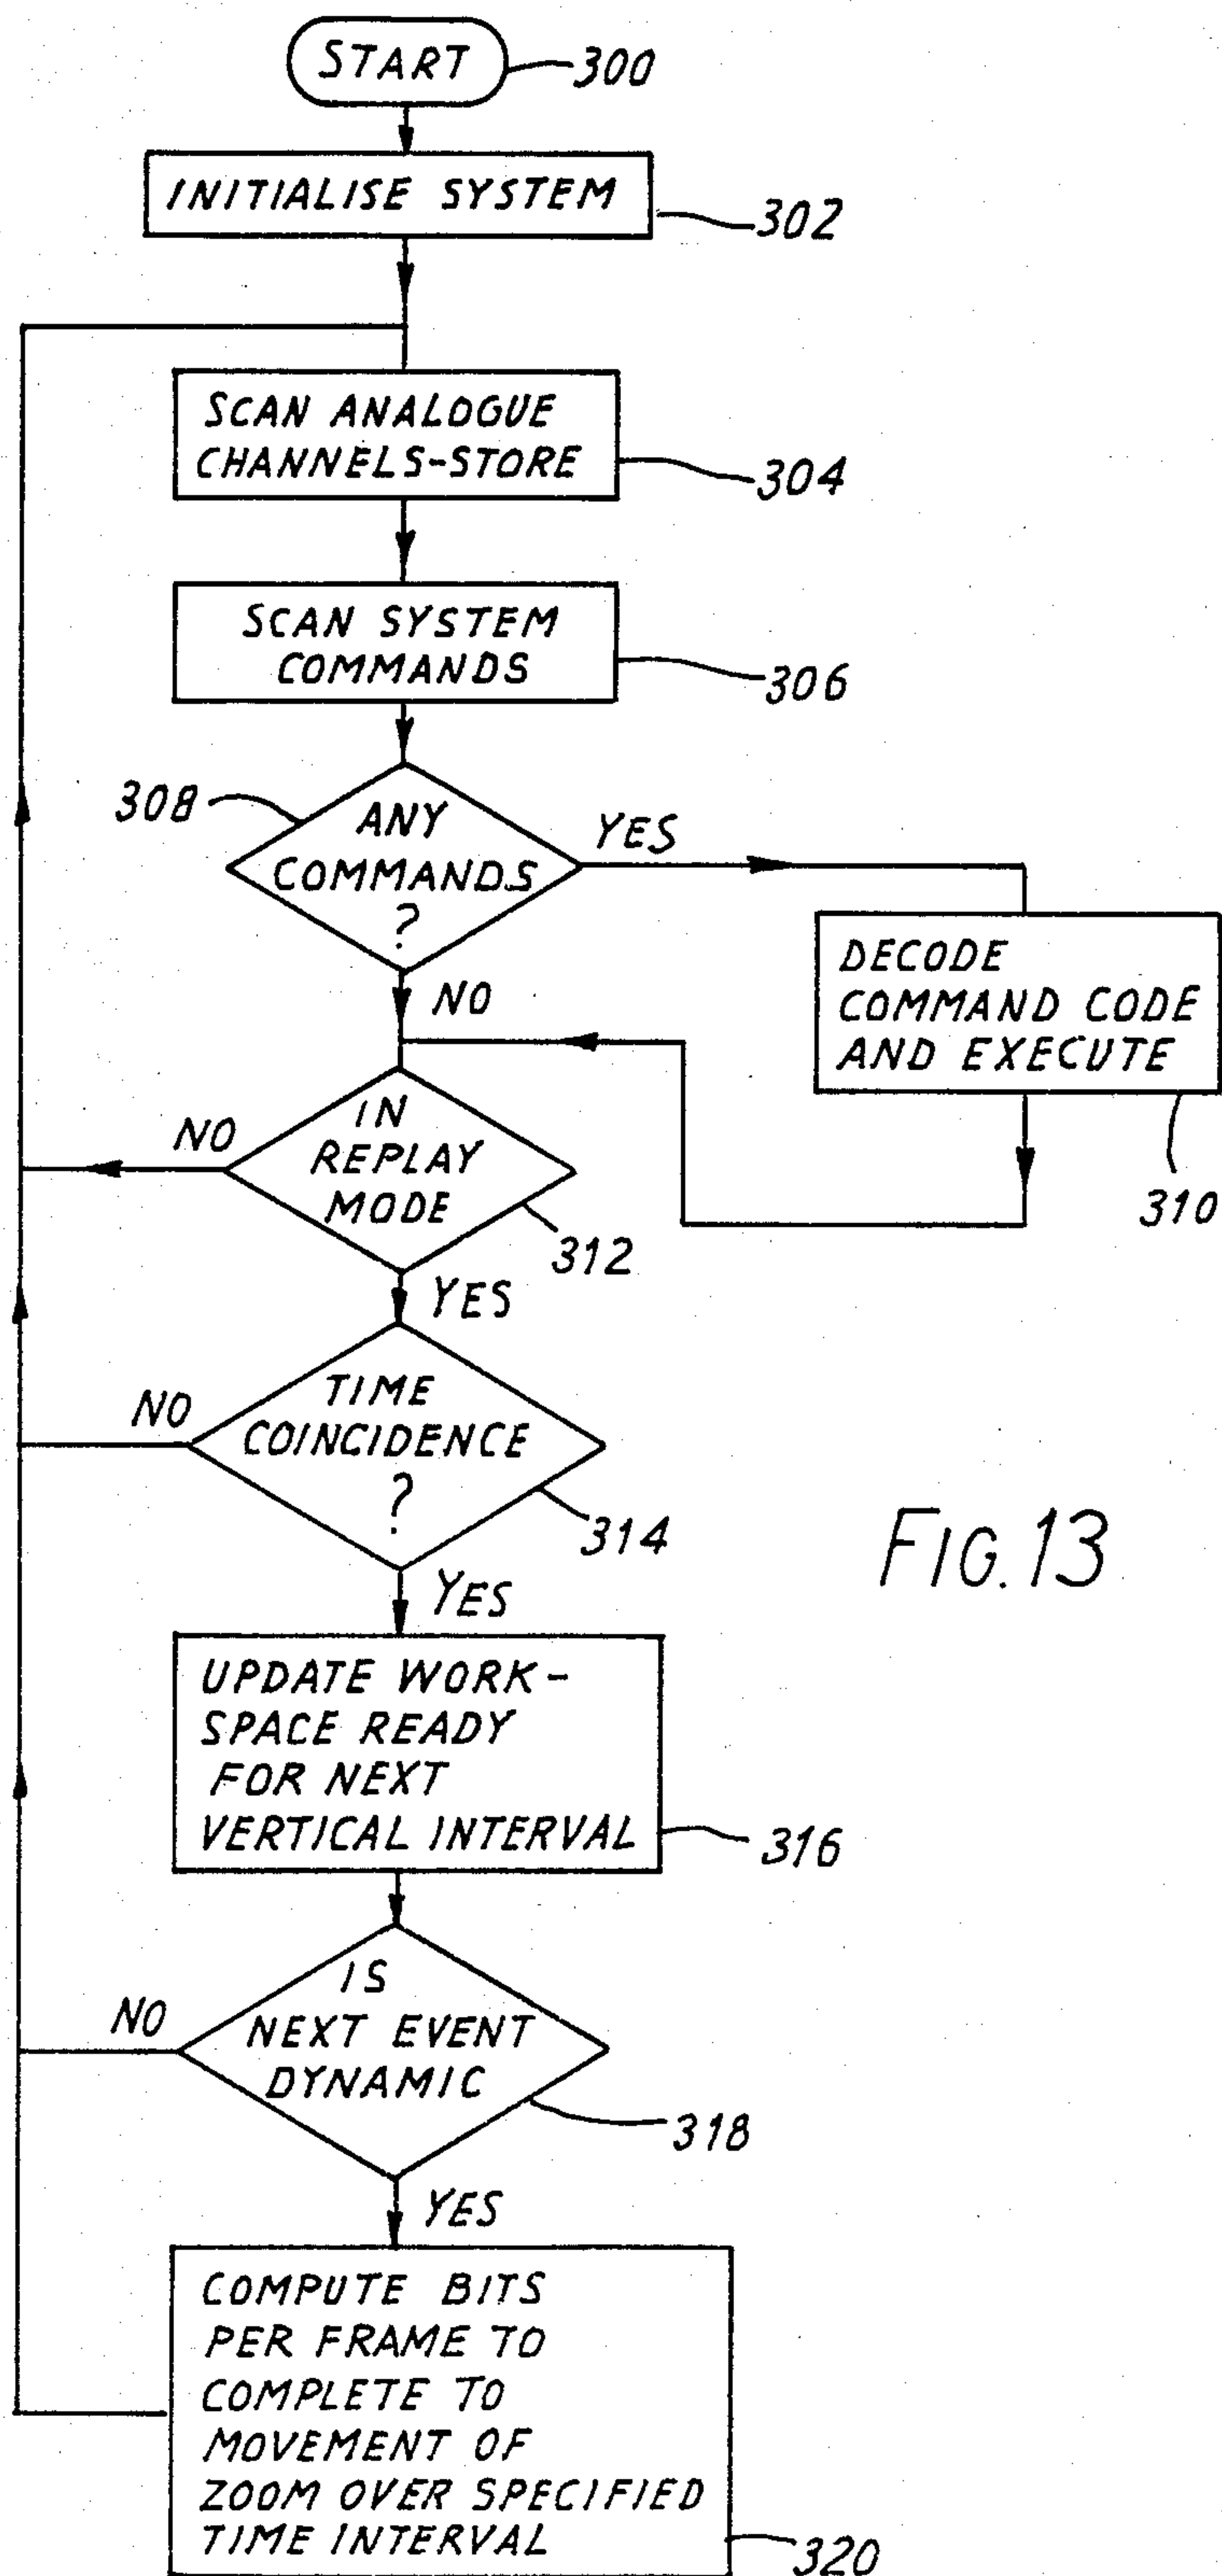 START
300
INITIALISE SYSTEM
302
SCAN ANALOGUE
CHANNELS-STORE
304
SCAN SYSTEM
COMMANDS
306
308
ANY
COMMANDS
?
YES
NO
DECODE
COMMAND CODE
AND EXECUTE
310
IN
REPLAY
MODE
NO
312
YES
TIME
COINCIDENCE
?
NO
314
YES
FIG. 13
UPDATE WORK-
SPACE READY
FOR NEXT
VERTICAL INTERVAL
316
IS
NEXT EVENT
DYNAMIC
NO
318
YES
COMPUTE BITS
PER FRAME TO
COMPLETE TO
MOVEMENT OF
ZOOM OVER SPECIFIED
TIME INTERVAL
320